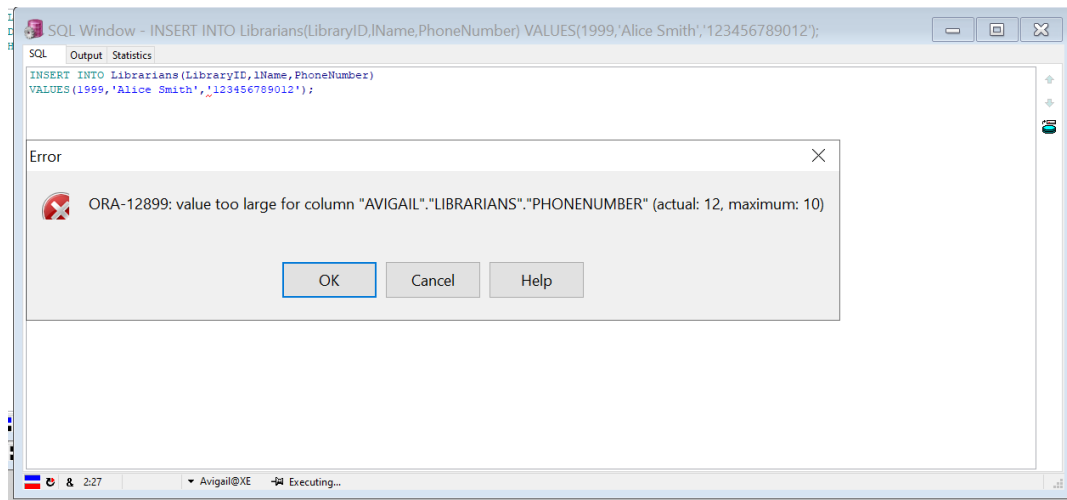 SQL Window - INSERT INTO Librarians(LibraryID,lName,PhoneNumber) VALUES(1999,'Alice Smith','123456789012');
SQL Output Statistics
INSERT INTO Librarians(LibraryID,lName,PhoneNumber)
VALUES(1999,'Alice Smith','123456789012');
Error
ORA-12899: value too large for column "AVIGAIL"."LIBRARIANS"."PHONENUMBER" (actual: 12, maximum: 10)
OK Cancel Help
& 2:27 Avigail@XE Executing...